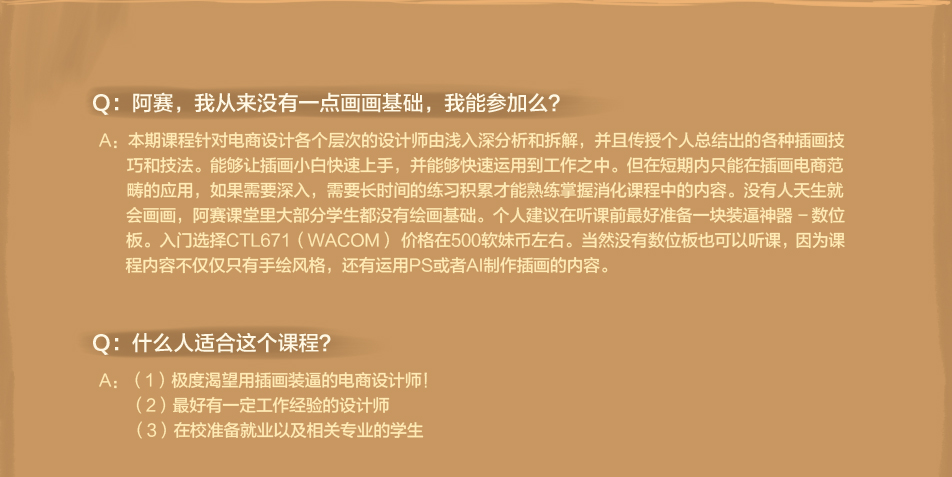 Q：阿赛，我从来没有一点画画基础，我能参加么？
A：本期课程针对电商设计各个层次的设计师由浅入深分析和拆解，并且传授个人总结出的各种插画技
巧和技法。能够让插画小白快速上手，并能够快速运用到工作之中。但在短期内只能在插画电商范
畴的应用，如果需要深入，需要长时间的练习积累才能熟练掌握消化课程中的内容。没有人天生就
会画画，阿赛课堂里大部分学生都没有绘画基础。个人建议在听课前最好准备一块装逼神器－数位
板。入门选择CTL671（WACOM）价格在500软妹币左右。当然没有数位板也可以听课，因为课
程内容不仅仅只有手绘风格，还有运用PS或者AI制作插画的内容。
Q：什么人适合这个课程？
A：（1）极度渴望用插画装逼的电商设计师！
（2）最好有一定工作经验的设计师
（3）在校准备就业以及相关专业的学生